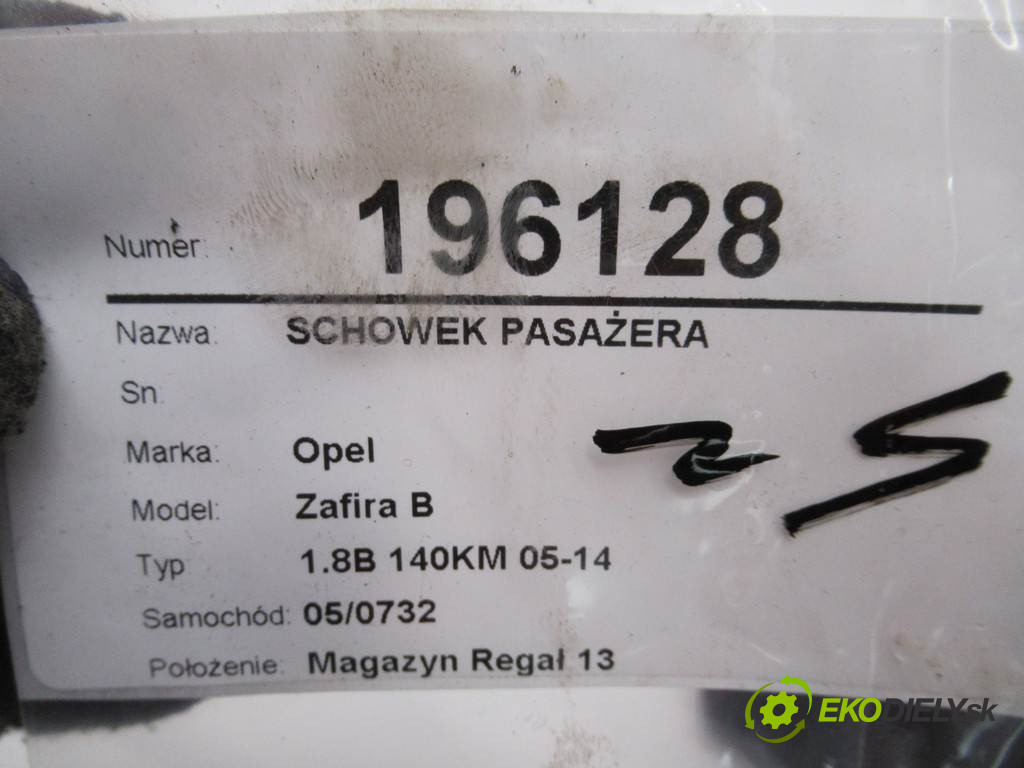 Numer: 196128
Nazwa: SCHOWEK PASAŻERA
Sn:
Marka: Opel
Model: Zafira B
Typ 1.8B 140KM 05-14
Samochód: 05/0732
Położenie: Magazyn Regał 13
EKODIELY.sk